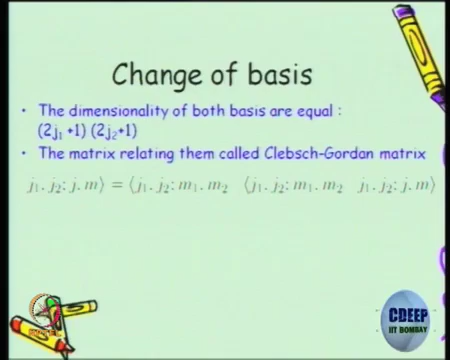 Change of basis
• The dimensionality of both basis are equal :
(2j₁ +1) (2j₂+1)
• The matrix relating them called Clebsch-Gordan matrix
j₁. j₂: j. m⟩ = ⟨j₁. j₂: m₁. m₂ ⟨j₁. j₂: m₁. m₂ j₁. j₂: j. m⟩
CDEEP
IIT BOMBAY